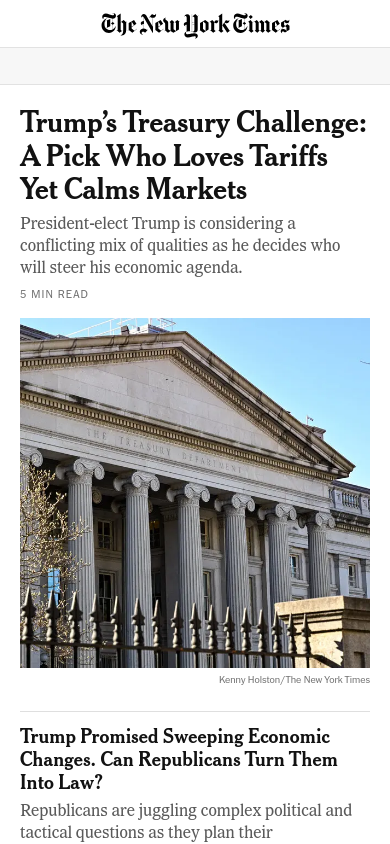 The New York Times
Trump’s Treasury Challenge:
A Pick Who Loves Tariffs
Yet Calms Markets
President-elect Trump is considering a
conflicting mix of qualities as he decides who
will steer his economic agenda.
5 MIN READ
THE TREASURY DEPARTMENT
Kenny Holston/The New York Times
Trump Promised Sweeping Economic
Changes. Can Republicans Turn Them
Into Law?
Republicans are juggling complex political and
tactical questions as they plan their